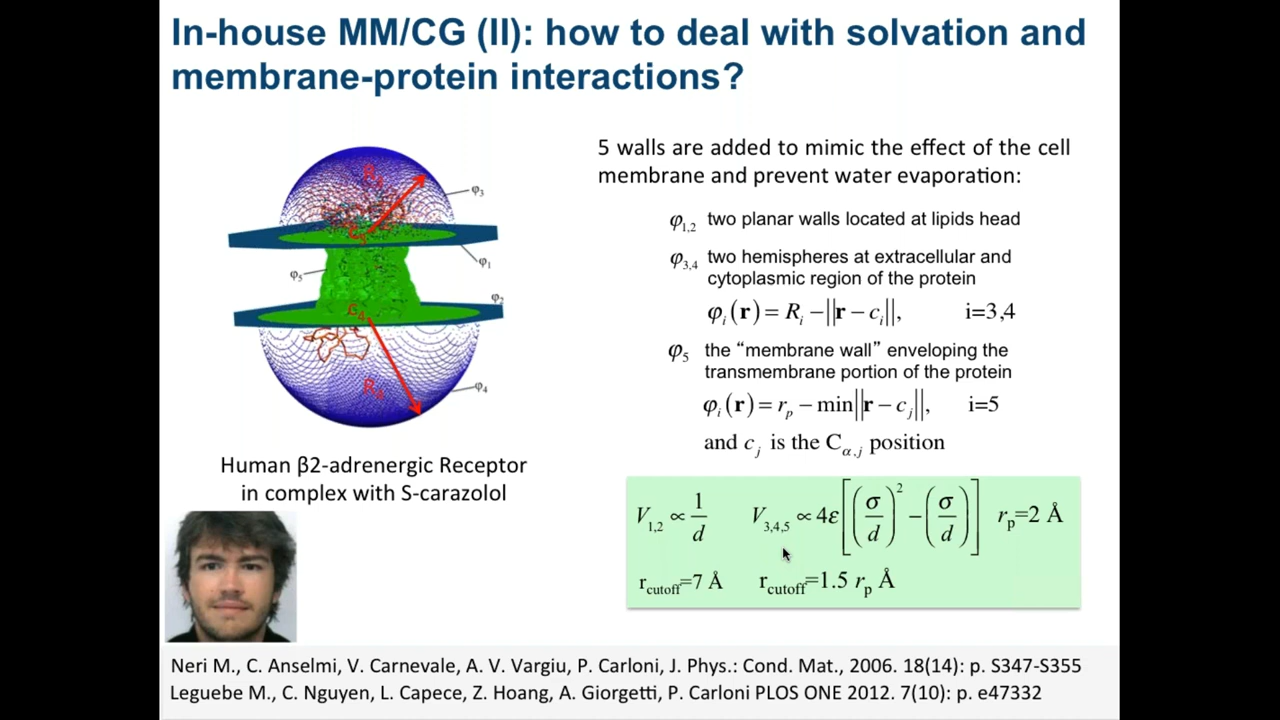 In-house MM/CG (II): how to deal with solvation and
membrane-protein interactions?
5 walls are added to mimic the effect of the cell
membrane and prevent water evaporation:
φ1,2 two planar walls located at lipids head
φ3,4 two hemispheres at extracellular and
cytoplasmic region of the protein
φi(r) = Ri − ||r − ci||, i=3,4
φ5 the “membrane wall” enveloping the
transmembrane portion of the protein
φi(r) = rp − min||r − cj||, i=5
and cj is the Cα,j position
V1,2 ∝ 1/d V3,4,5 ∝ 4ε[(σ/d)^2 − (σ/d)] rp=2 Å
rcutoff=7 Å rcutoff=1.5 rp Å
φ3
φ1
φ5
φ2
C4
R4
φ4
Human β2-adrenergic Receptor
in complex with S-carazolol
Neri M., C. Anselmi, V. Carnevale, A. V. Vargiu, P. Carloni, J. Phys.: Cond. Mat., 2006. 18(14): p. S347-S355
Leguebe M., C. Nguyen, L. Capece, Z. Hoang, A. Giorgetti, P. Carloni PLOS ONE 2012. 7(10): p. e47332